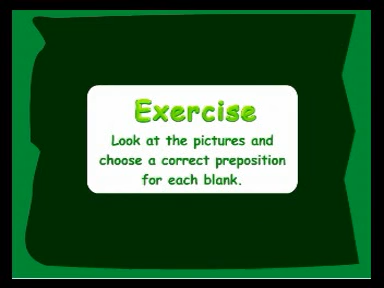 Exercise
Look at the pictures and
choose a correct preposition
for each blank.